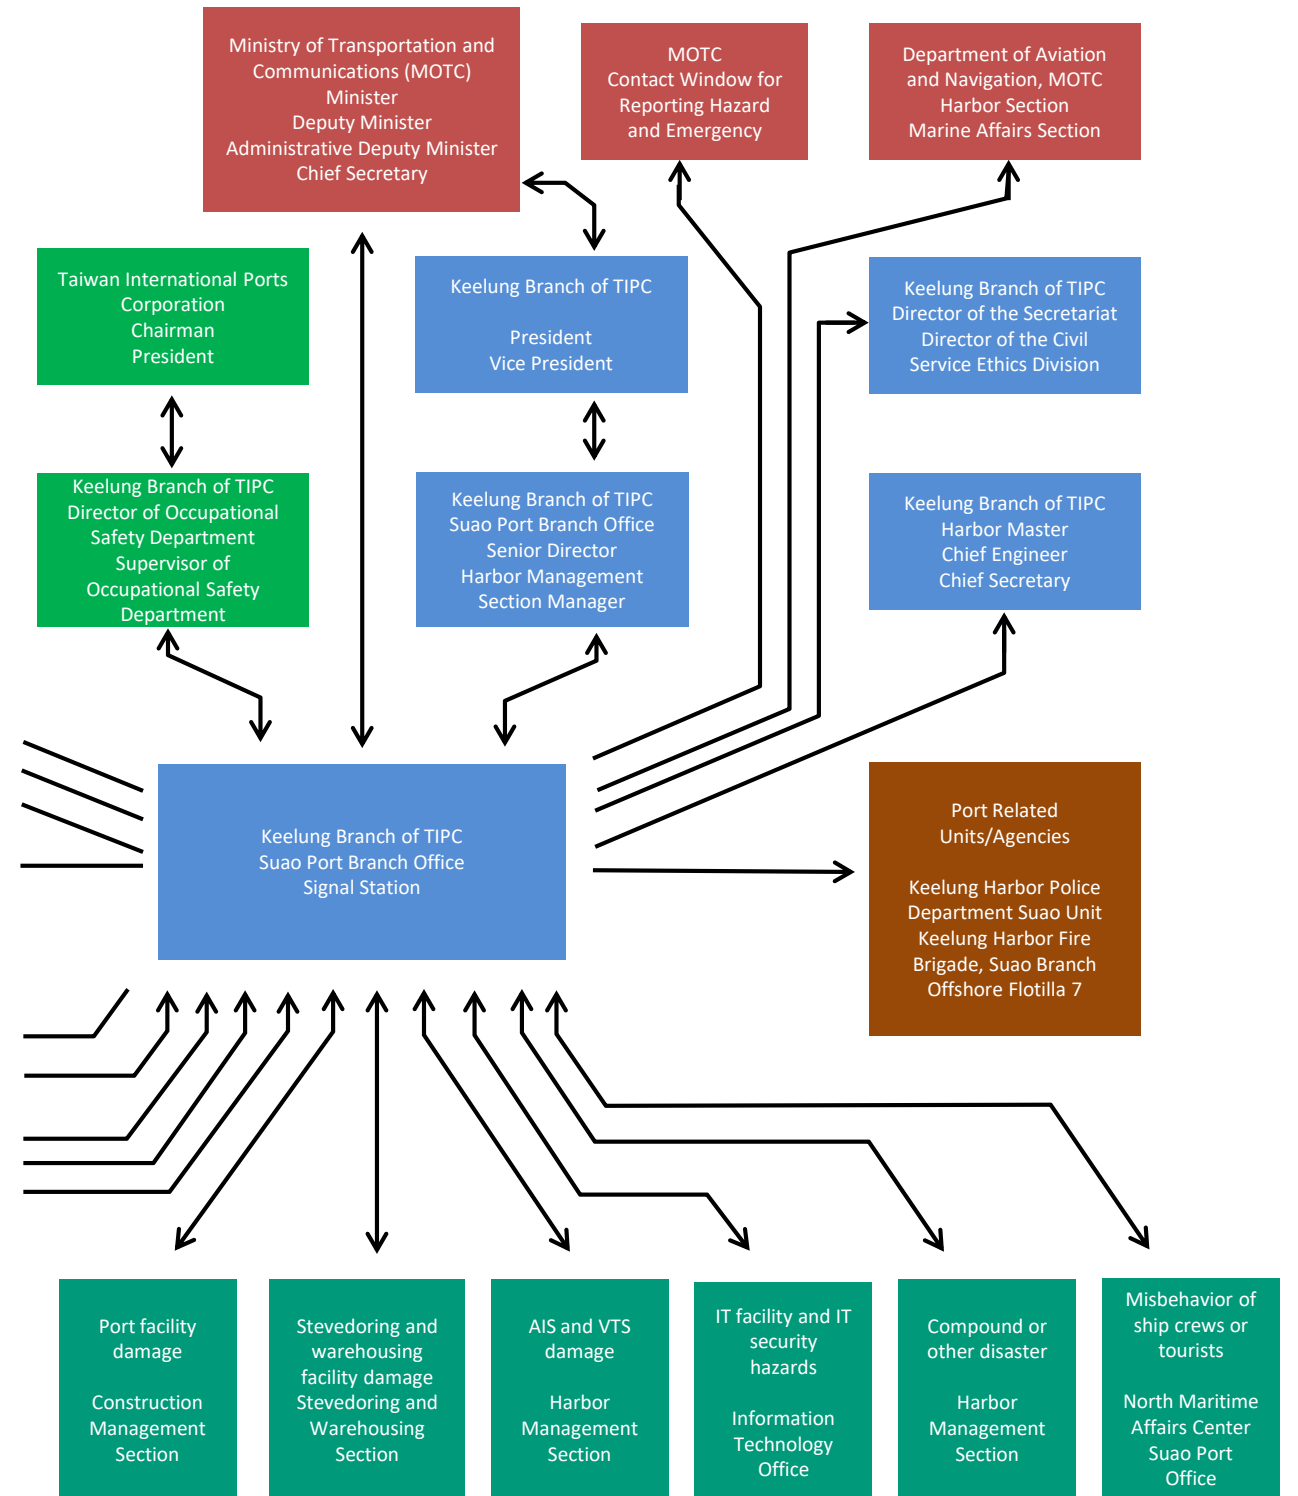 Ministry of Transportation and
Communications (MOTC)
Minister
Deputy Minister
Administrative Deputy Minister
Chief Secretary
MOTC
Contact Window for
Reporting Hazard
and Emergency
Department of Aviation
and Navigation, MOTC
Harbor Section
Marine Affairs Section
Taiwan International Ports
Corporation
Chairman
President
Keelung Branch of TIPC
President
Vice President
Keelung Branch of TIPC
Director of the Secretariat
Director of the Civil
Service Ethics Division
Keelung Branch of TIPC
Director of Occupational
Safety Department
Supervisor of
Occupational Safety
Department
Keelung Branch of TIPC
Suao Port Branch Office
Senior Director
Harbor Management
Section Manager
Keelung Branch of TIPC
Harbor Master
Chief Engineer
Chief Secretary
Keelung Branch of TIPC
Suao Port Branch Office
Signal Station
Port Related
Units/Agencies
Keelung Harbor Police
Department Suao Unit
Keelung Harbor Fire
Brigade, Suao Branch
Offshore Flotilla 7
Port facility
damage
Construction
Management
Section
Stevedoring and
warehousing
facility damage
Stevedoring and
Warehousing
Section
AIS and VTS
damage
Harbor
Management
Section
IT facility and IT
security
hazards
Information
Technology
Office
Compound or
other disaster
Harbor
Management
Section
Misbehavior of
ship crews or
tourists
North Maritime
Affairs Center
Suao Port
Office